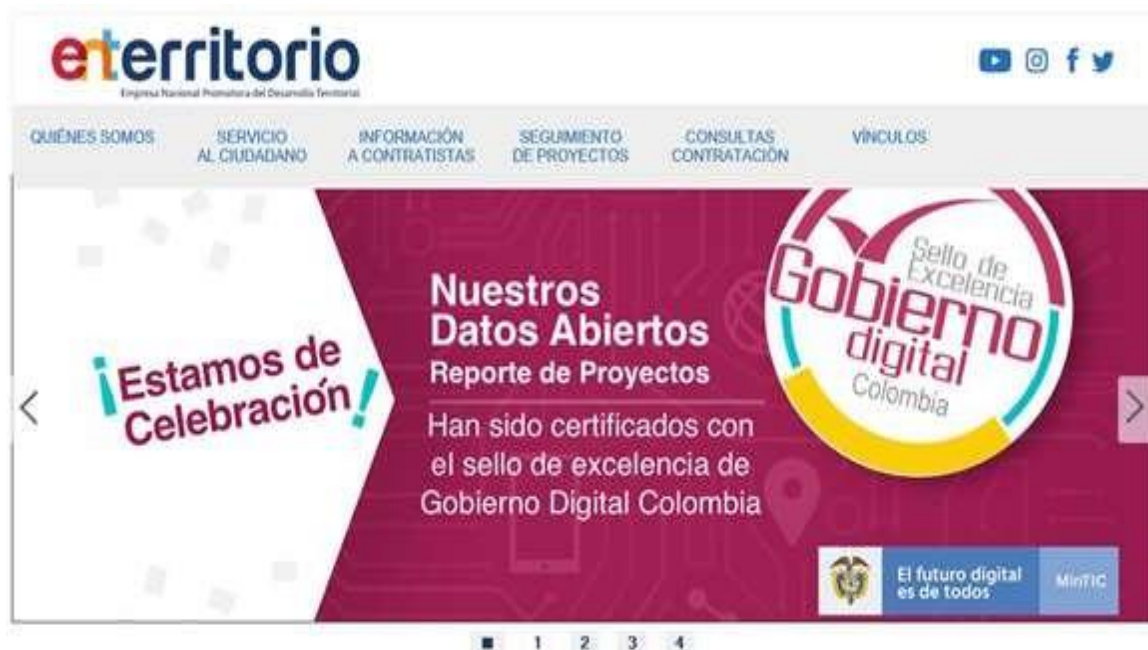 enterritorio
Empresa Nacional Promotora del Desarrollo Territorial
QUIÉNES SOMOS
SERVICIO
AL CIUDADANO
INFORMACIÓN
A CONTRATISTAS
SEGUIMIENTO
DE PROYECTOS
CONSULTAS
CONTRATACIÓN
VÍNCULOS
¡Estamos de
Celebración!
Nuestros
Datos Abiertos
Reporte de Proyectos
Han sido certificados con
el sello de excelencia de
Gobierno Digital Colombia
Sello de
Excelencia
Gobierno
digital
Colombia
El futuro digital
es de todos
MinTIC
1 2 3 4